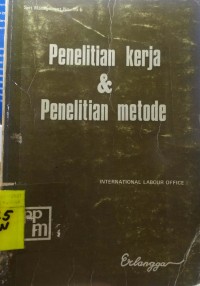 Penelitian kerja
&
Penelitian metode
INTERNATIONAL LABOUR OFFICE
Erlangga